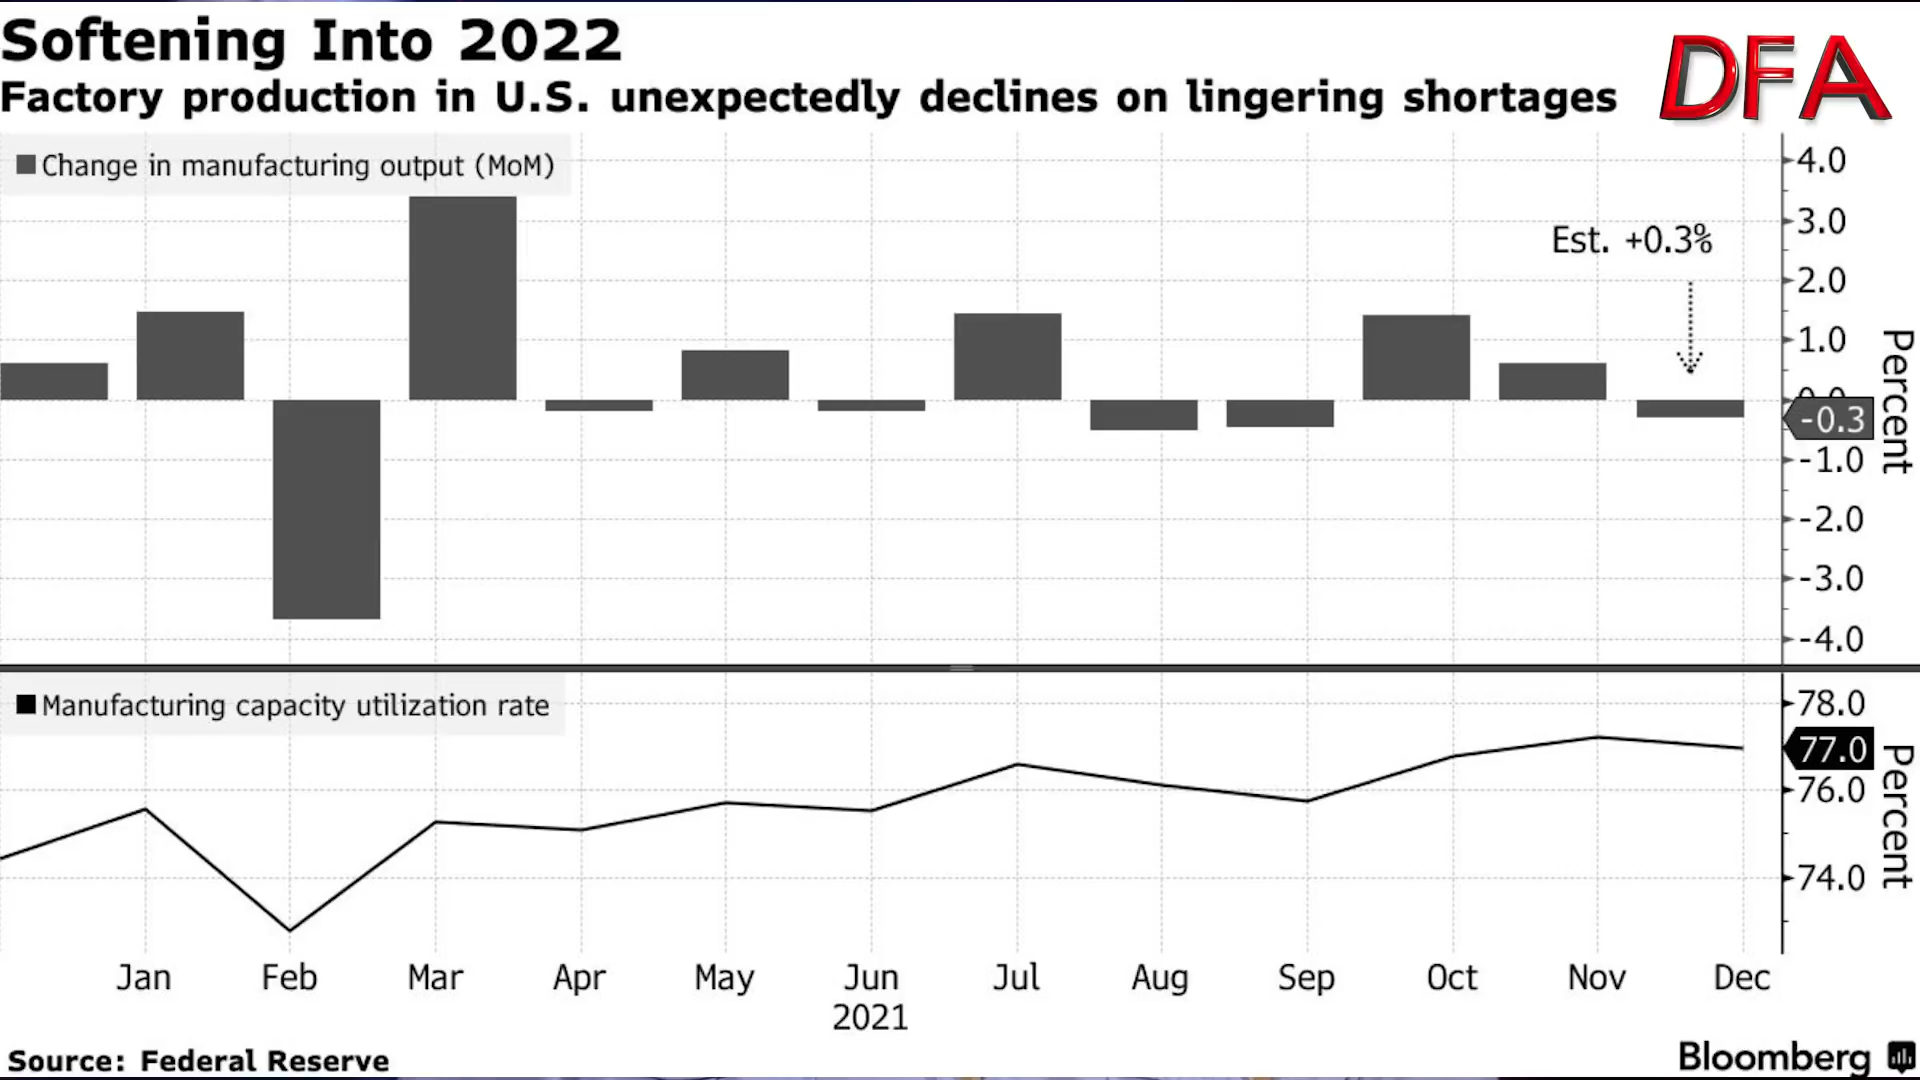 Softening Into 2022
DFA
Factory production in U.S. unexpectedly declines on lingering shortages
Change in manufacturing output (MoM)
Est. +0.3%
4.0
3.0
2.0
1.0
0.0
-0.3
-1.0
-2.0
-3.0
-4.0
Percent
Manufacturing capacity utilization rate
78.0
77.0
76.0
74.0
Percent
Jan Feb Mar Apr May Jun Jul Aug Sep Oct Nov Dec
2021
Source: Federal Reserve
Bloomberg